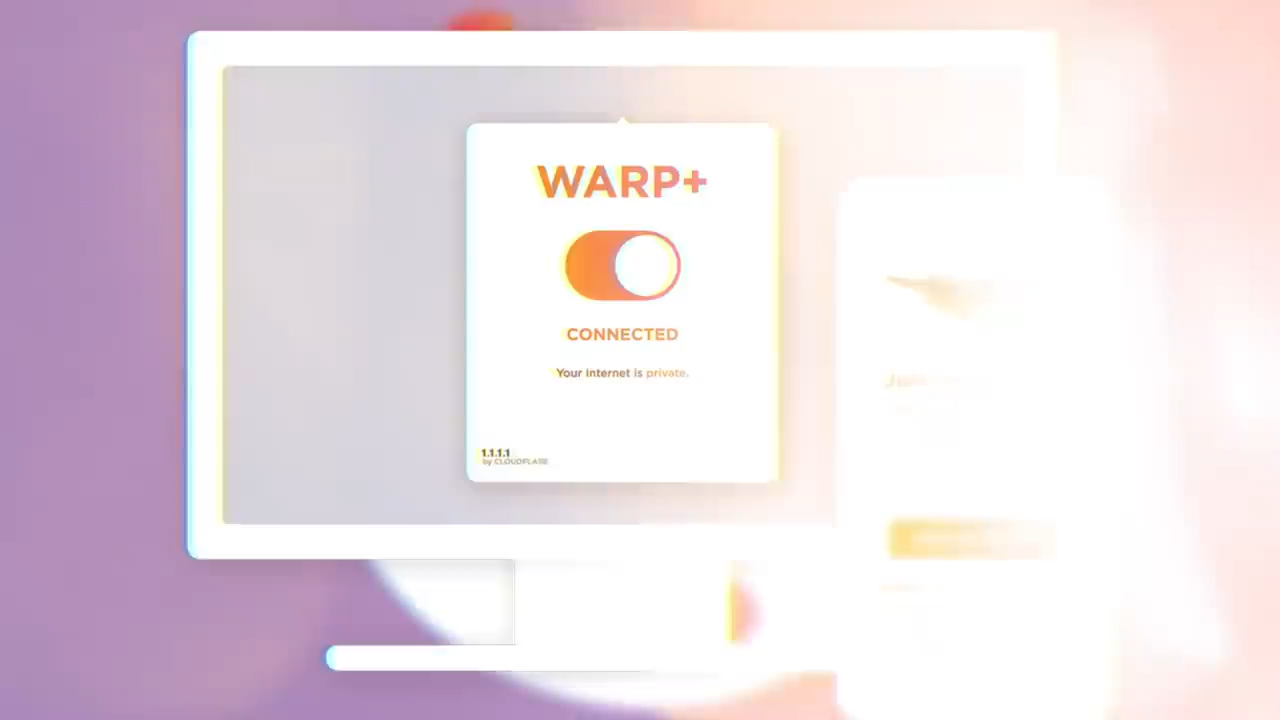 WARP+
CONNECTED
Your Internet is private.
1.1.1.1
by CLOUDFLARE